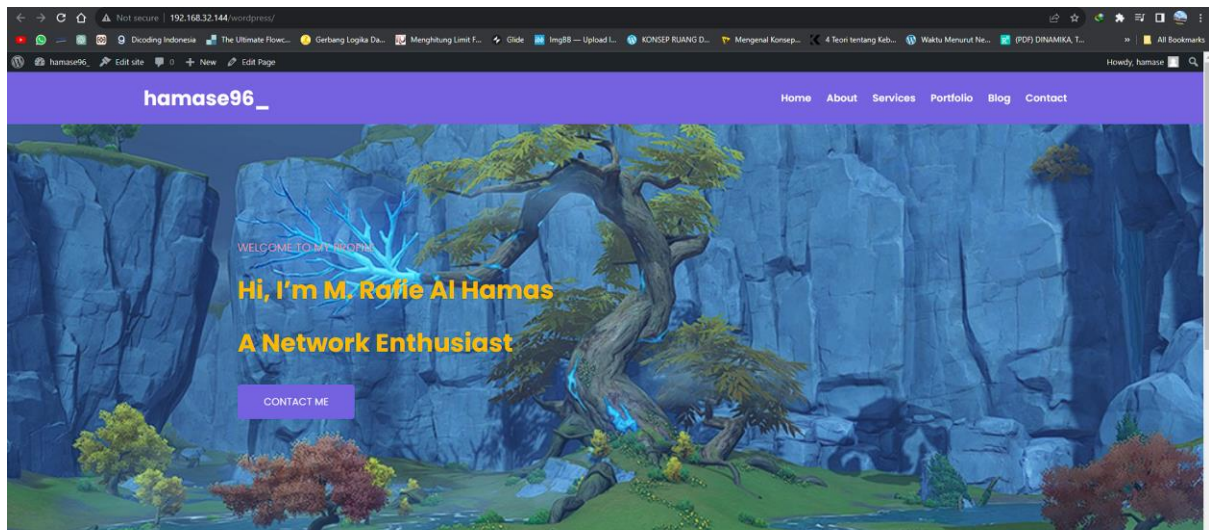 Not secure | 192.168.32.144/wordpress/
Dicoding Indonesia The Ultimate Flowc... Gerbang Logika Da... Menghitung Limit F... Glide ImgBB — Upload I... KONSEP RUANG D... Mengenal Konsep... 4 Teori tentang Keb... Waktu Menurut Ne... (PDF) DINAMIKA, T... » All Bookmarks
hamase96_ Edit site 0 + New Edit Page Howdy, hamase
hamase96_ Home About Services Portfolio Blog Contact
WELCOME TO MY PROFILE
Hi, I'm M. Rafie Al Hamas
A Network Enthusiast
CONTACT ME